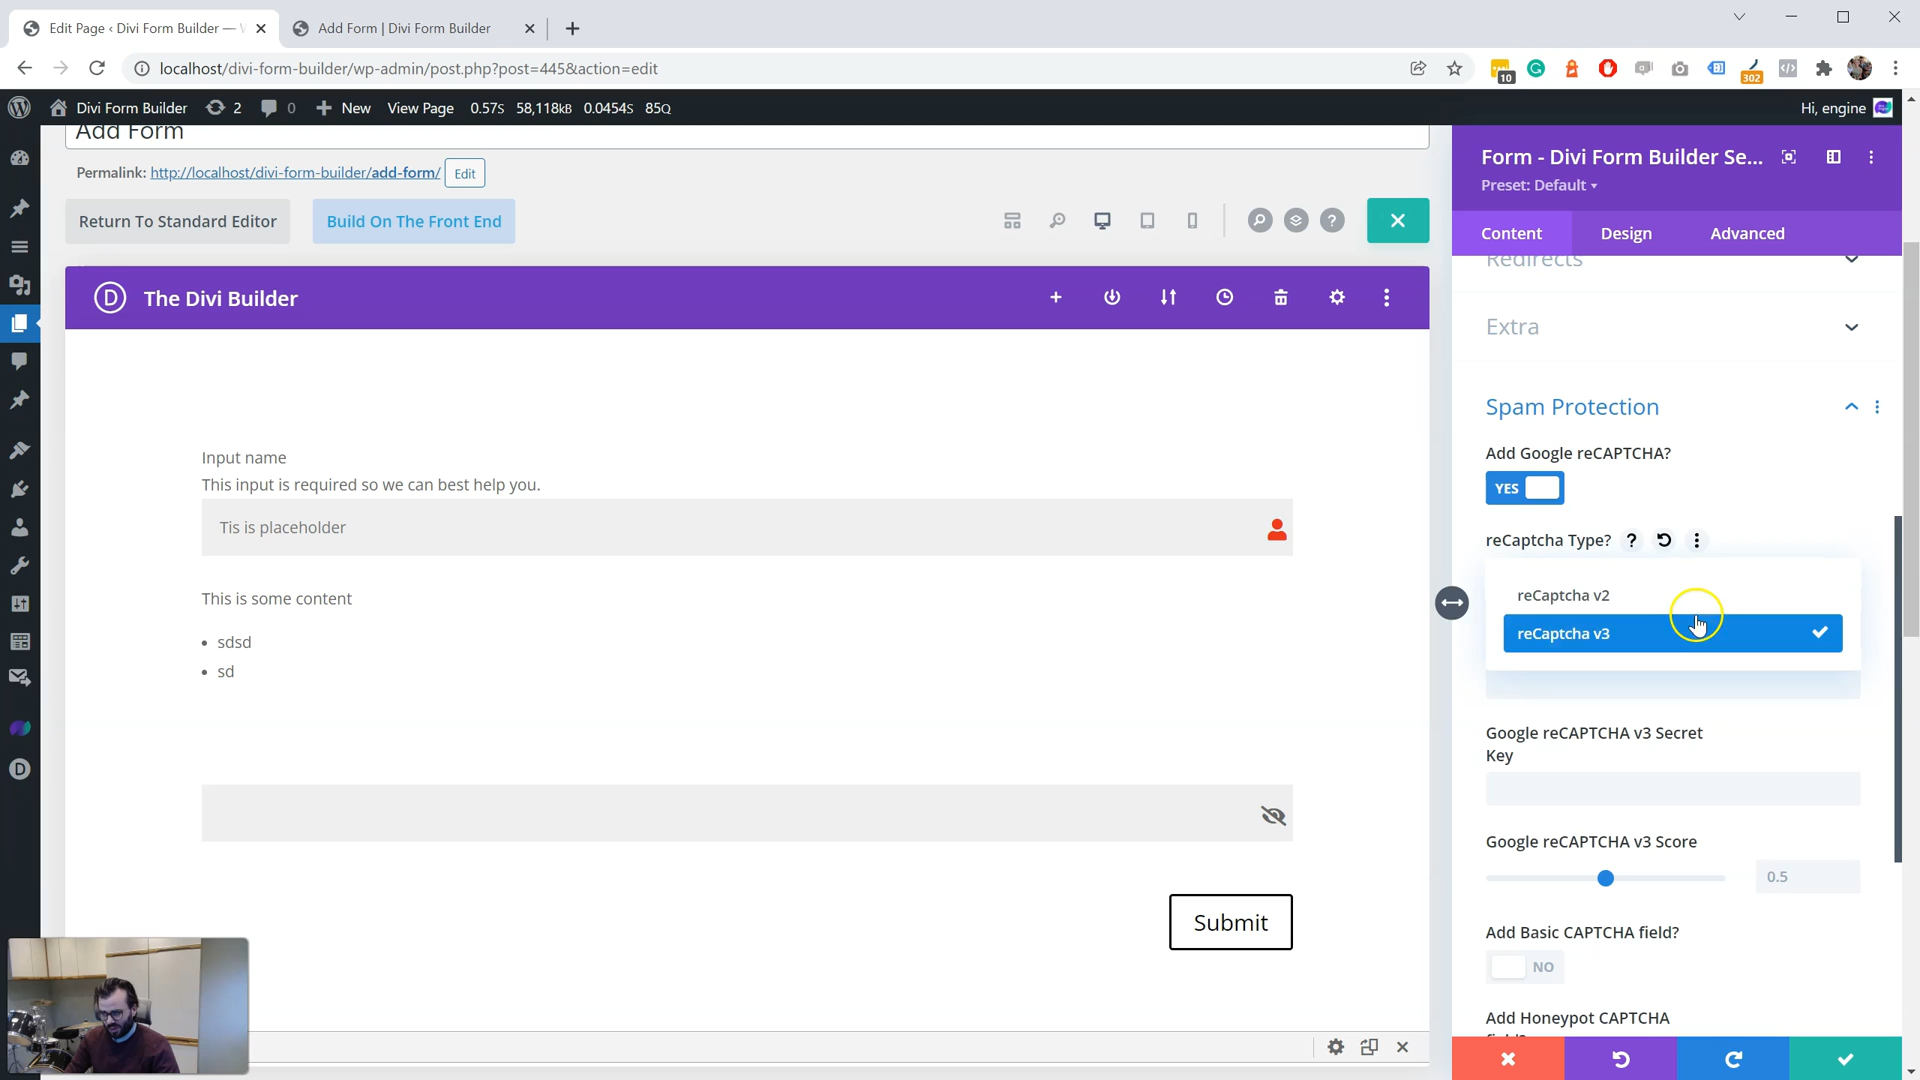 Edit Page ‹ Divi Form Builder —
Add Form | Divi Form Builder
localhost/divi-form-builder/wp-admin/post.php?post=445&action=edit
10
302
Divi Form Builder
2
0
New
View Page
0.57s
58,118kB
0.0454s
85Q
Hi, engine
Add Form
Permalink: http://localhost/divi-form-builder/add-form/
Edit
Return To Standard Editor
Build On The Front End
?
D
The Divi Builder
Input name
This input is required so we can best help you.
Tis is placeholder
This is some content
• sdsd
• sd
Submit
D
Form - Divi Form Builder Se...
Preset: Default
Content
Design
Advanced
Redirects
Extra
Spam Protection
Add Google reCAPTCHA?
YES
reCaptcha Type?
?
reCaptcha v2
reCaptcha v3
Google reCAPTCHA v3 Secret
Key
Google reCAPTCHA v3 Score
0.5
Add Basic CAPTCHA field?
NO
Add Honeypot CAPTCHA